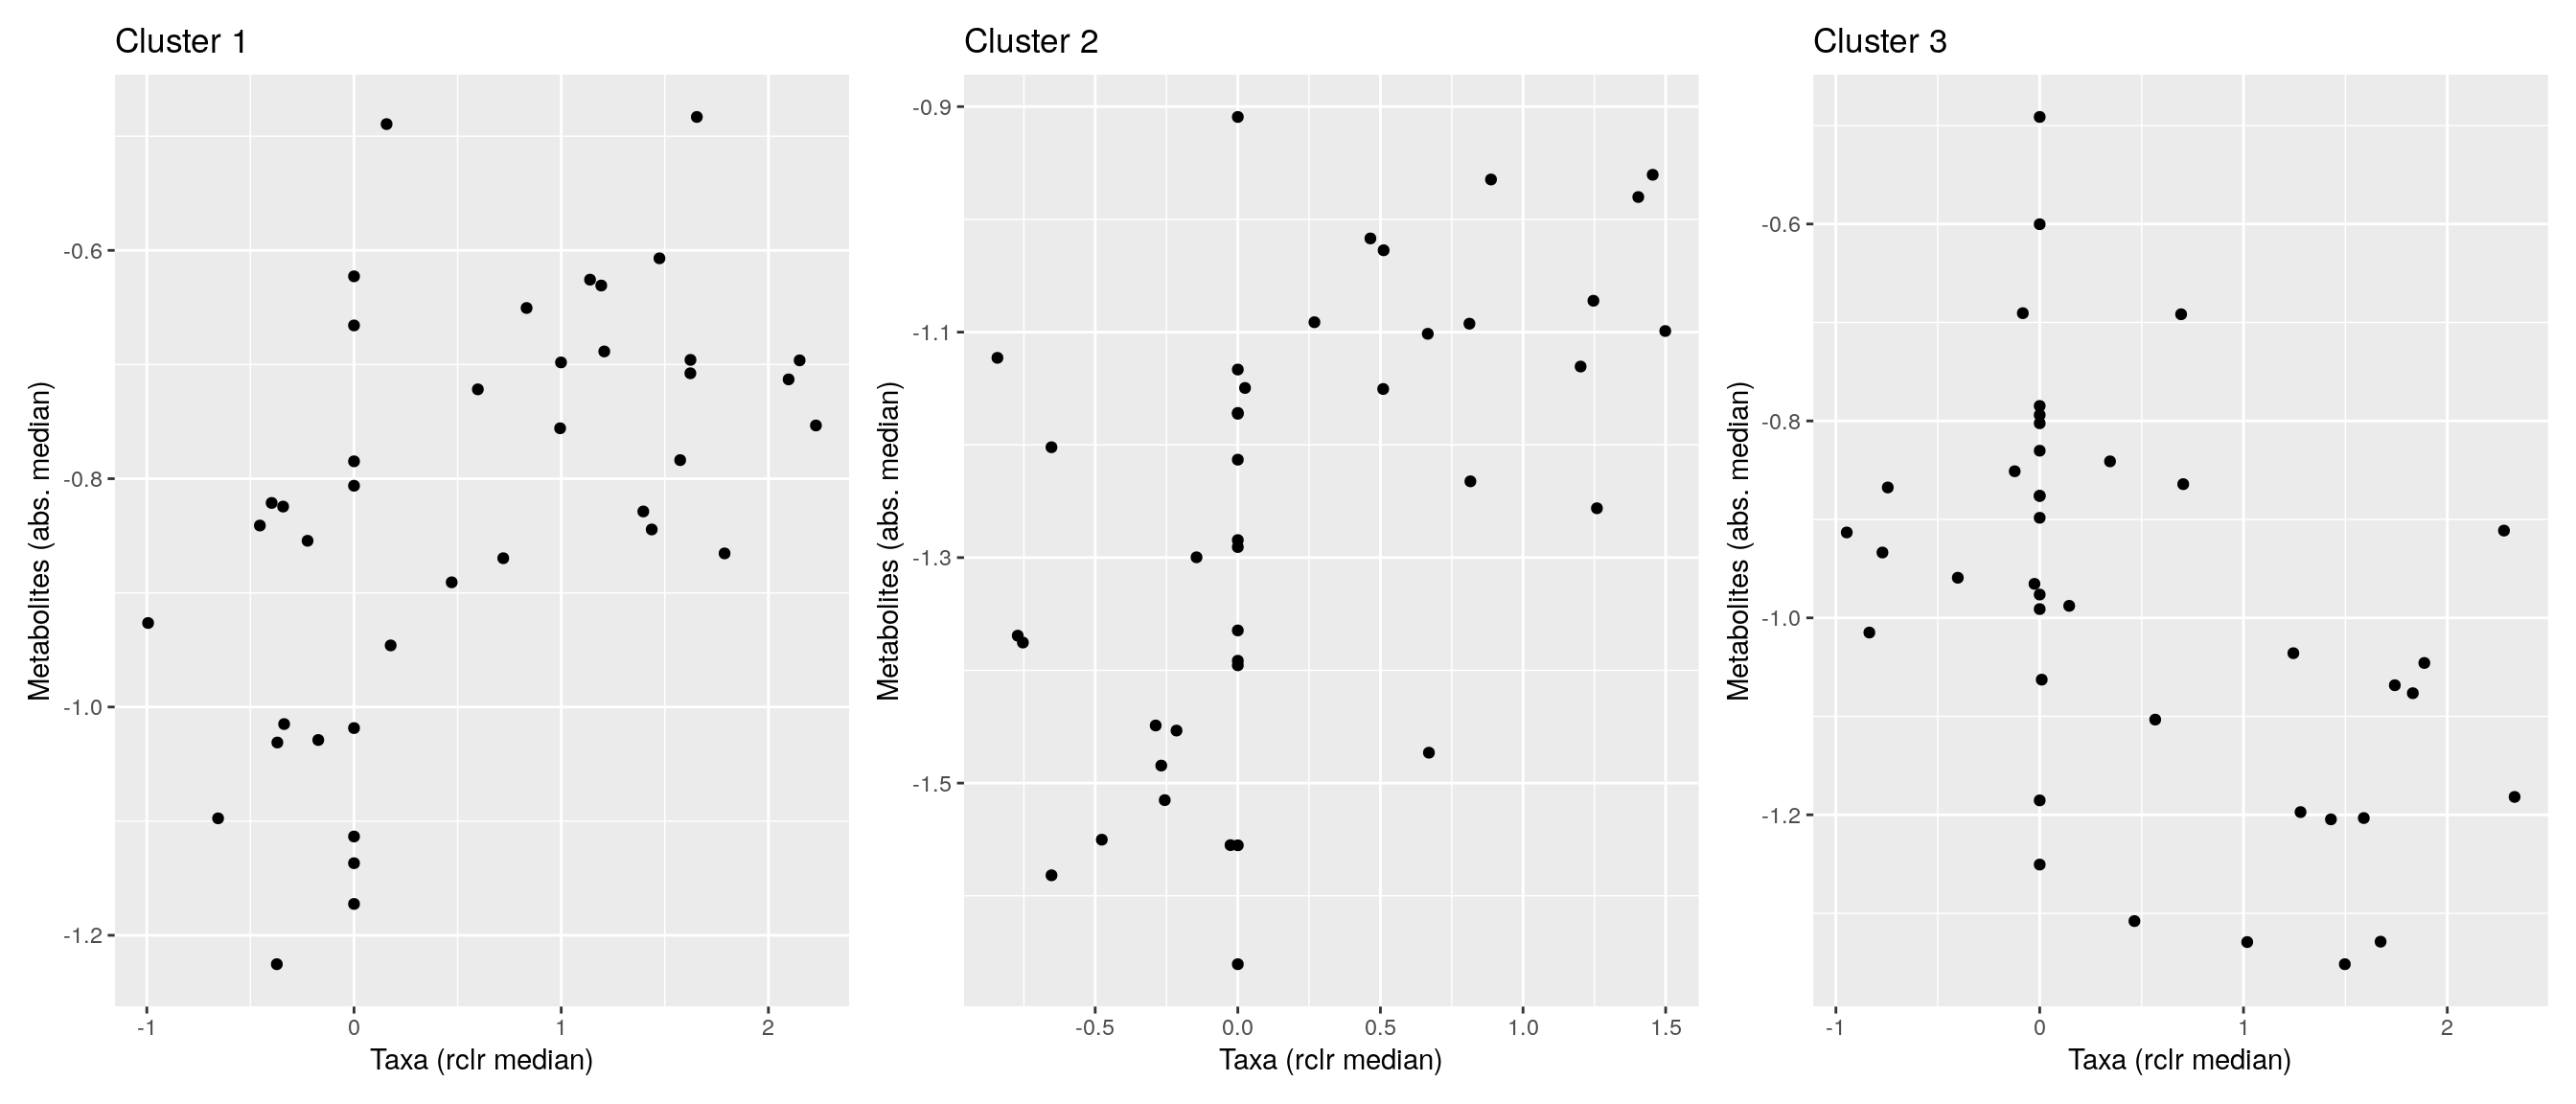 Cluster 1
Cluster 2
Cluster 3
Metabolites (abs. median)
-0.6
-0.8
-1.0
-1.2
-1
0
1
2
Taxa (rclr median)
Metabolites (abs. median)
-0.9
-1.1
-1.3
-1.5
-0.5
0.0
0.5
1.0
1.5
Taxa (rclr median)
Metabolites (abs. median)
-0.6
-0.8
-1.0
-1.2
-1
0
1
2
Taxa (rclr median)